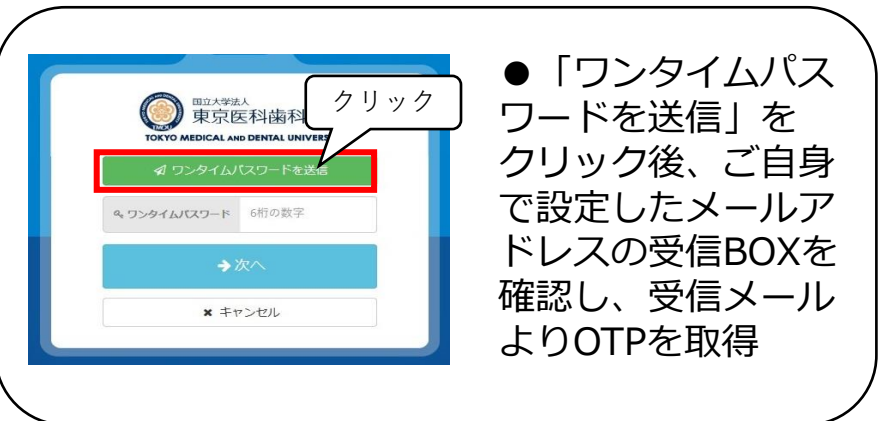 国立大学法人
東京医科歯科
TOKYO MEDICAL AND DENTAL UNIVERS
クリック
ワンタイムパスワードを送信
ワンタイムパスワード 6桁の数字
次へ
キャンセル
●「ワンタイムパス
ワードを送信」を
クリック後、ご自身
で設定したメールア
ドレスの受信BOXを
確認し、受信メール
よりOTPを取得